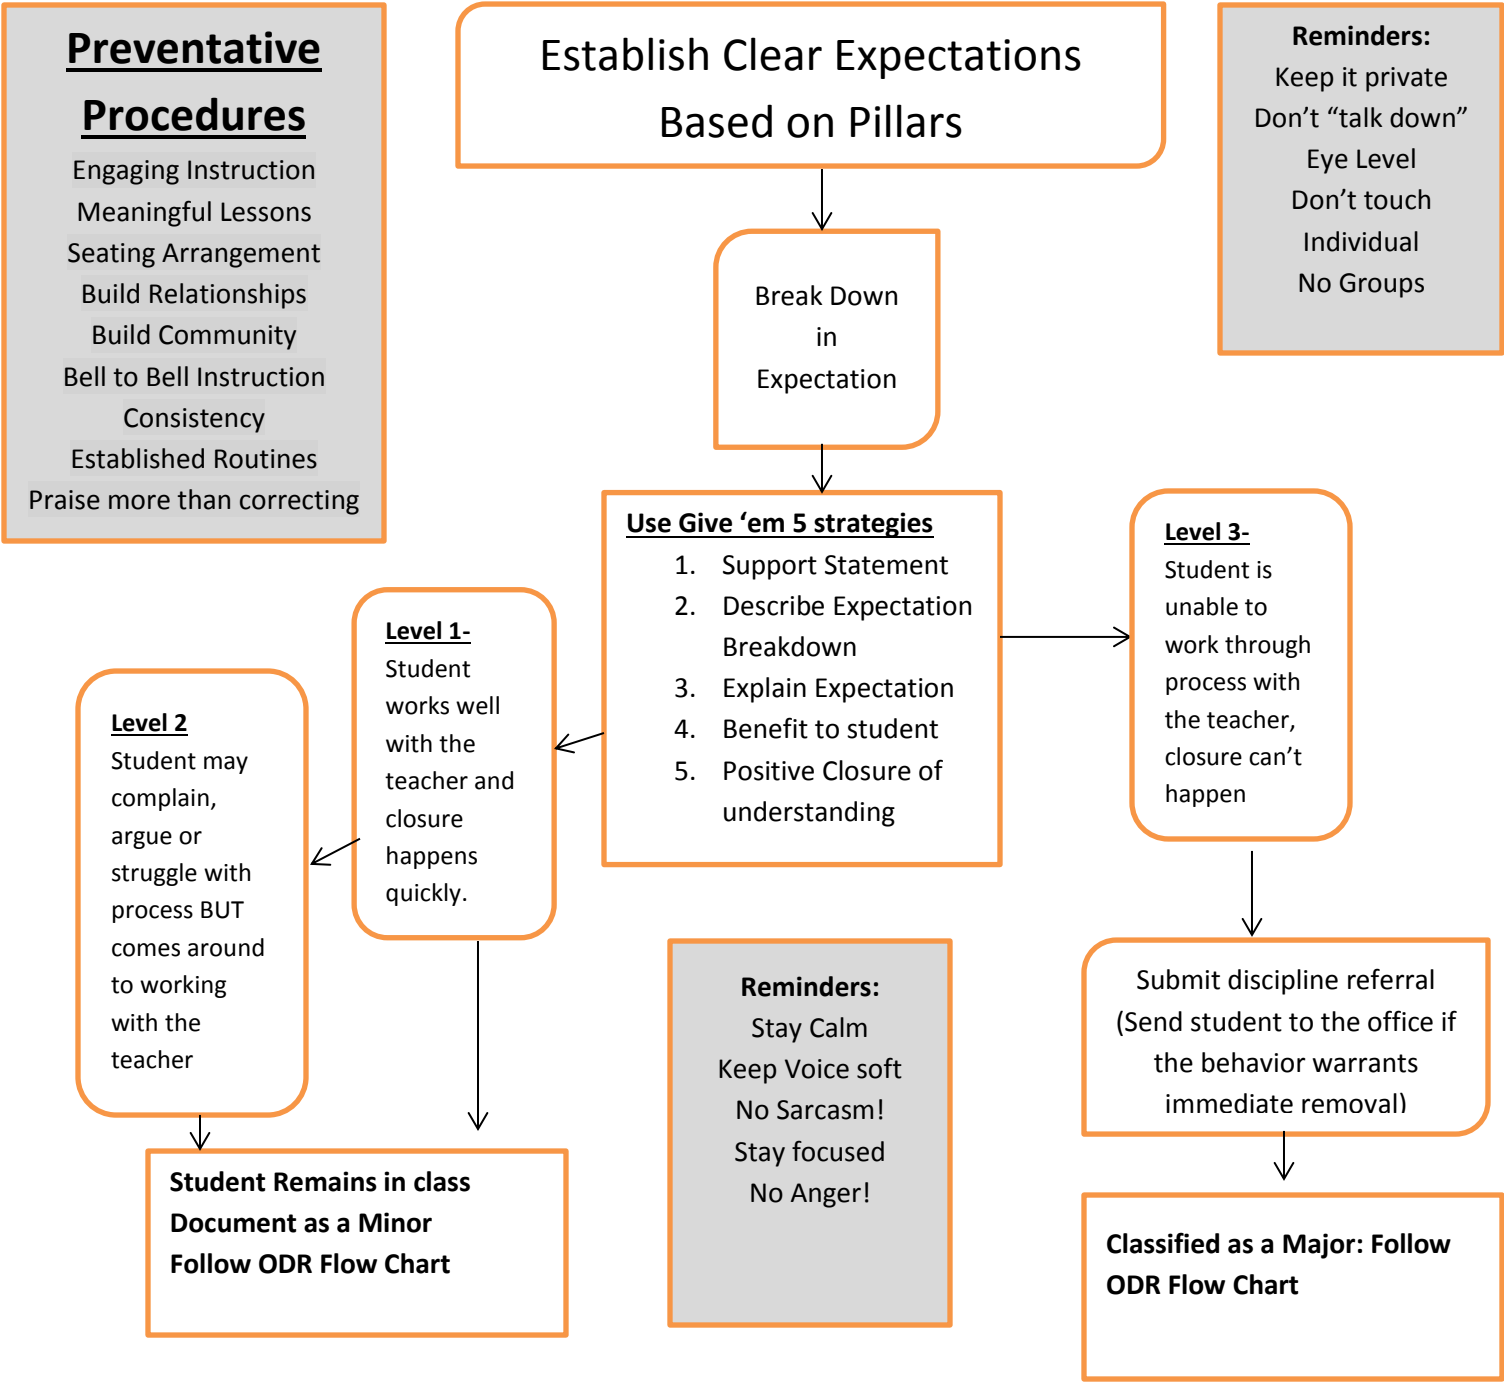 Preventative
Procedures
Engaging Instruction
Meaningful Lessons
Seating Arrangement
Build Relationships
Build Community
Bell to Bell Instruction
Consistency
Established Routines
Praise more than correcting
Establish Clear Expectations
Based on Pillars
Reminders:
Keep it private
Don’t “talk down”
Eye Level
Don’t touch
Individual
No Groups
Break Down
in
Expectation
Use Give ‘em 5 strategies
1. Support Statement
2. Describe Expectation
Breakdown
3. Explain Expectation
4. Benefit to student
5. Positive Closure of
understanding
Level 3-
Student is
unable to
work through
process with
the teacher,
closure can’t
happen
Level 1-
Student
works well
with the
teacher and
closure
happens
quickly.
Level 2
Student may
complain,
argue or
struggle with
process BUT
comes around
to working
with the
teacher
Reminders:
Stay Calm
Keep Voice soft
No Sarcasm!
Stay focused
No Anger!
Submit discipline referral
(Send student to the office if
the behavior warrants
immediate removal)
Student Remains in class
Document as a Minor
Follow ODR Flow Chart
Classified as a Major: Follow
ODR Flow Chart